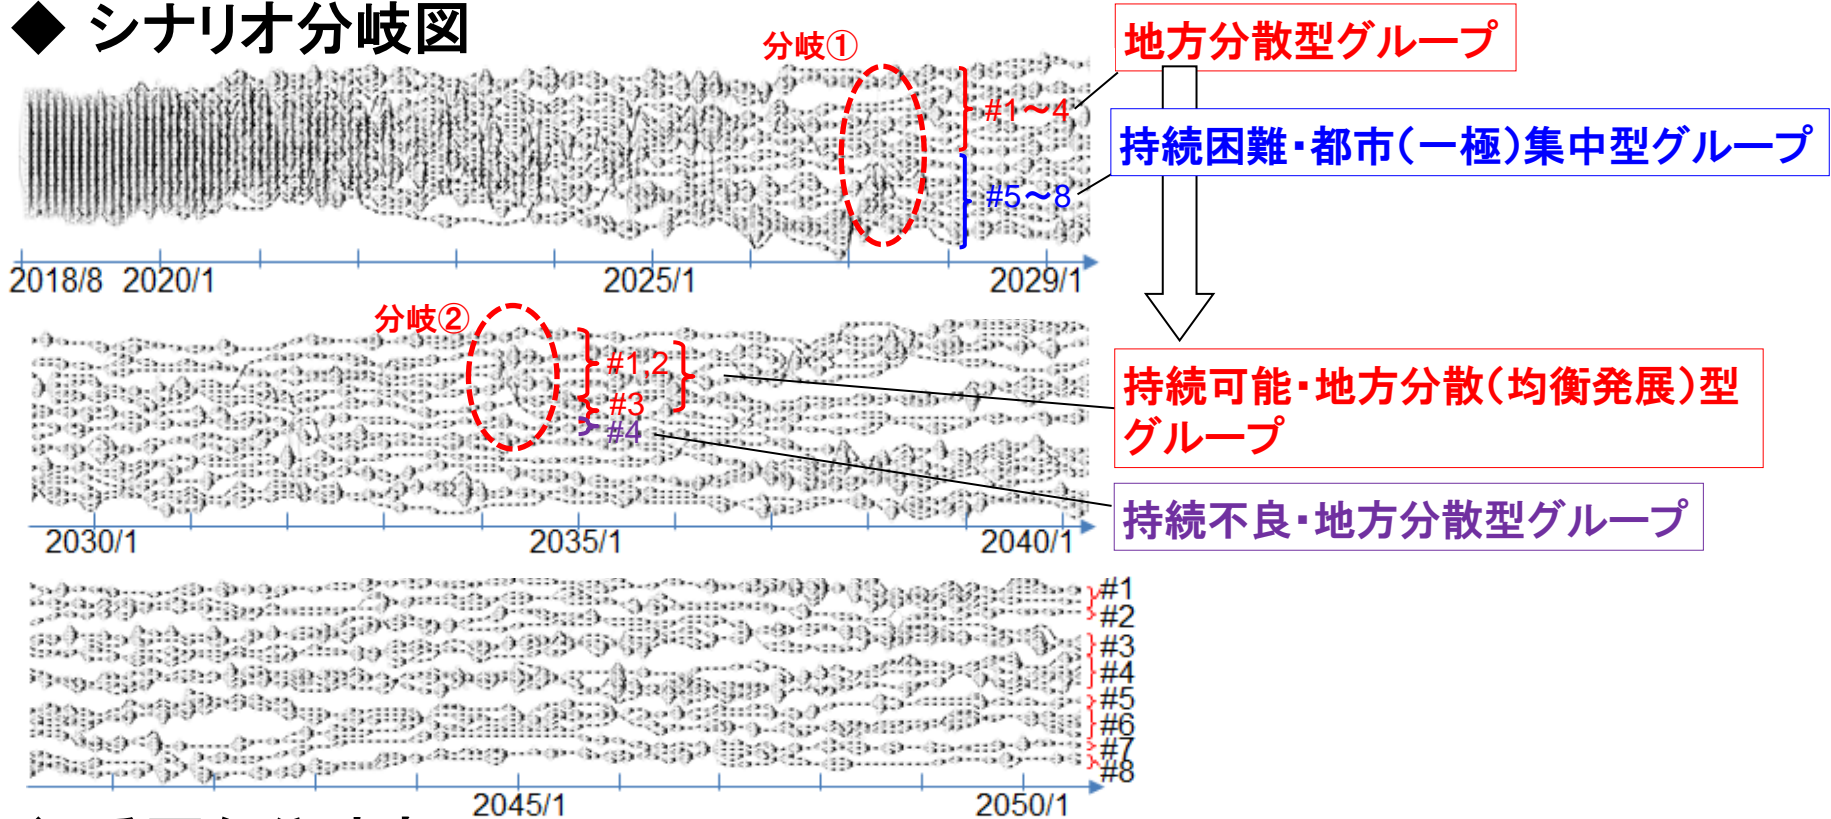 ◆ シナリオ分岐図
分岐①
地方分散型グループ
#1～4
持続困難・都市(一極)集中型グループ
#5～8
2018/8 2020/1 2025/1 2029/1
分岐②
#1,2
#3
#4
持続可能・地方分散(均衡発展)型
グループ
持続不良・地方分散型グループ
2030/1 2035/1 2040/1
#1
#2
#3
#4
#5
#6
#7
#8
2045/1 2050/1